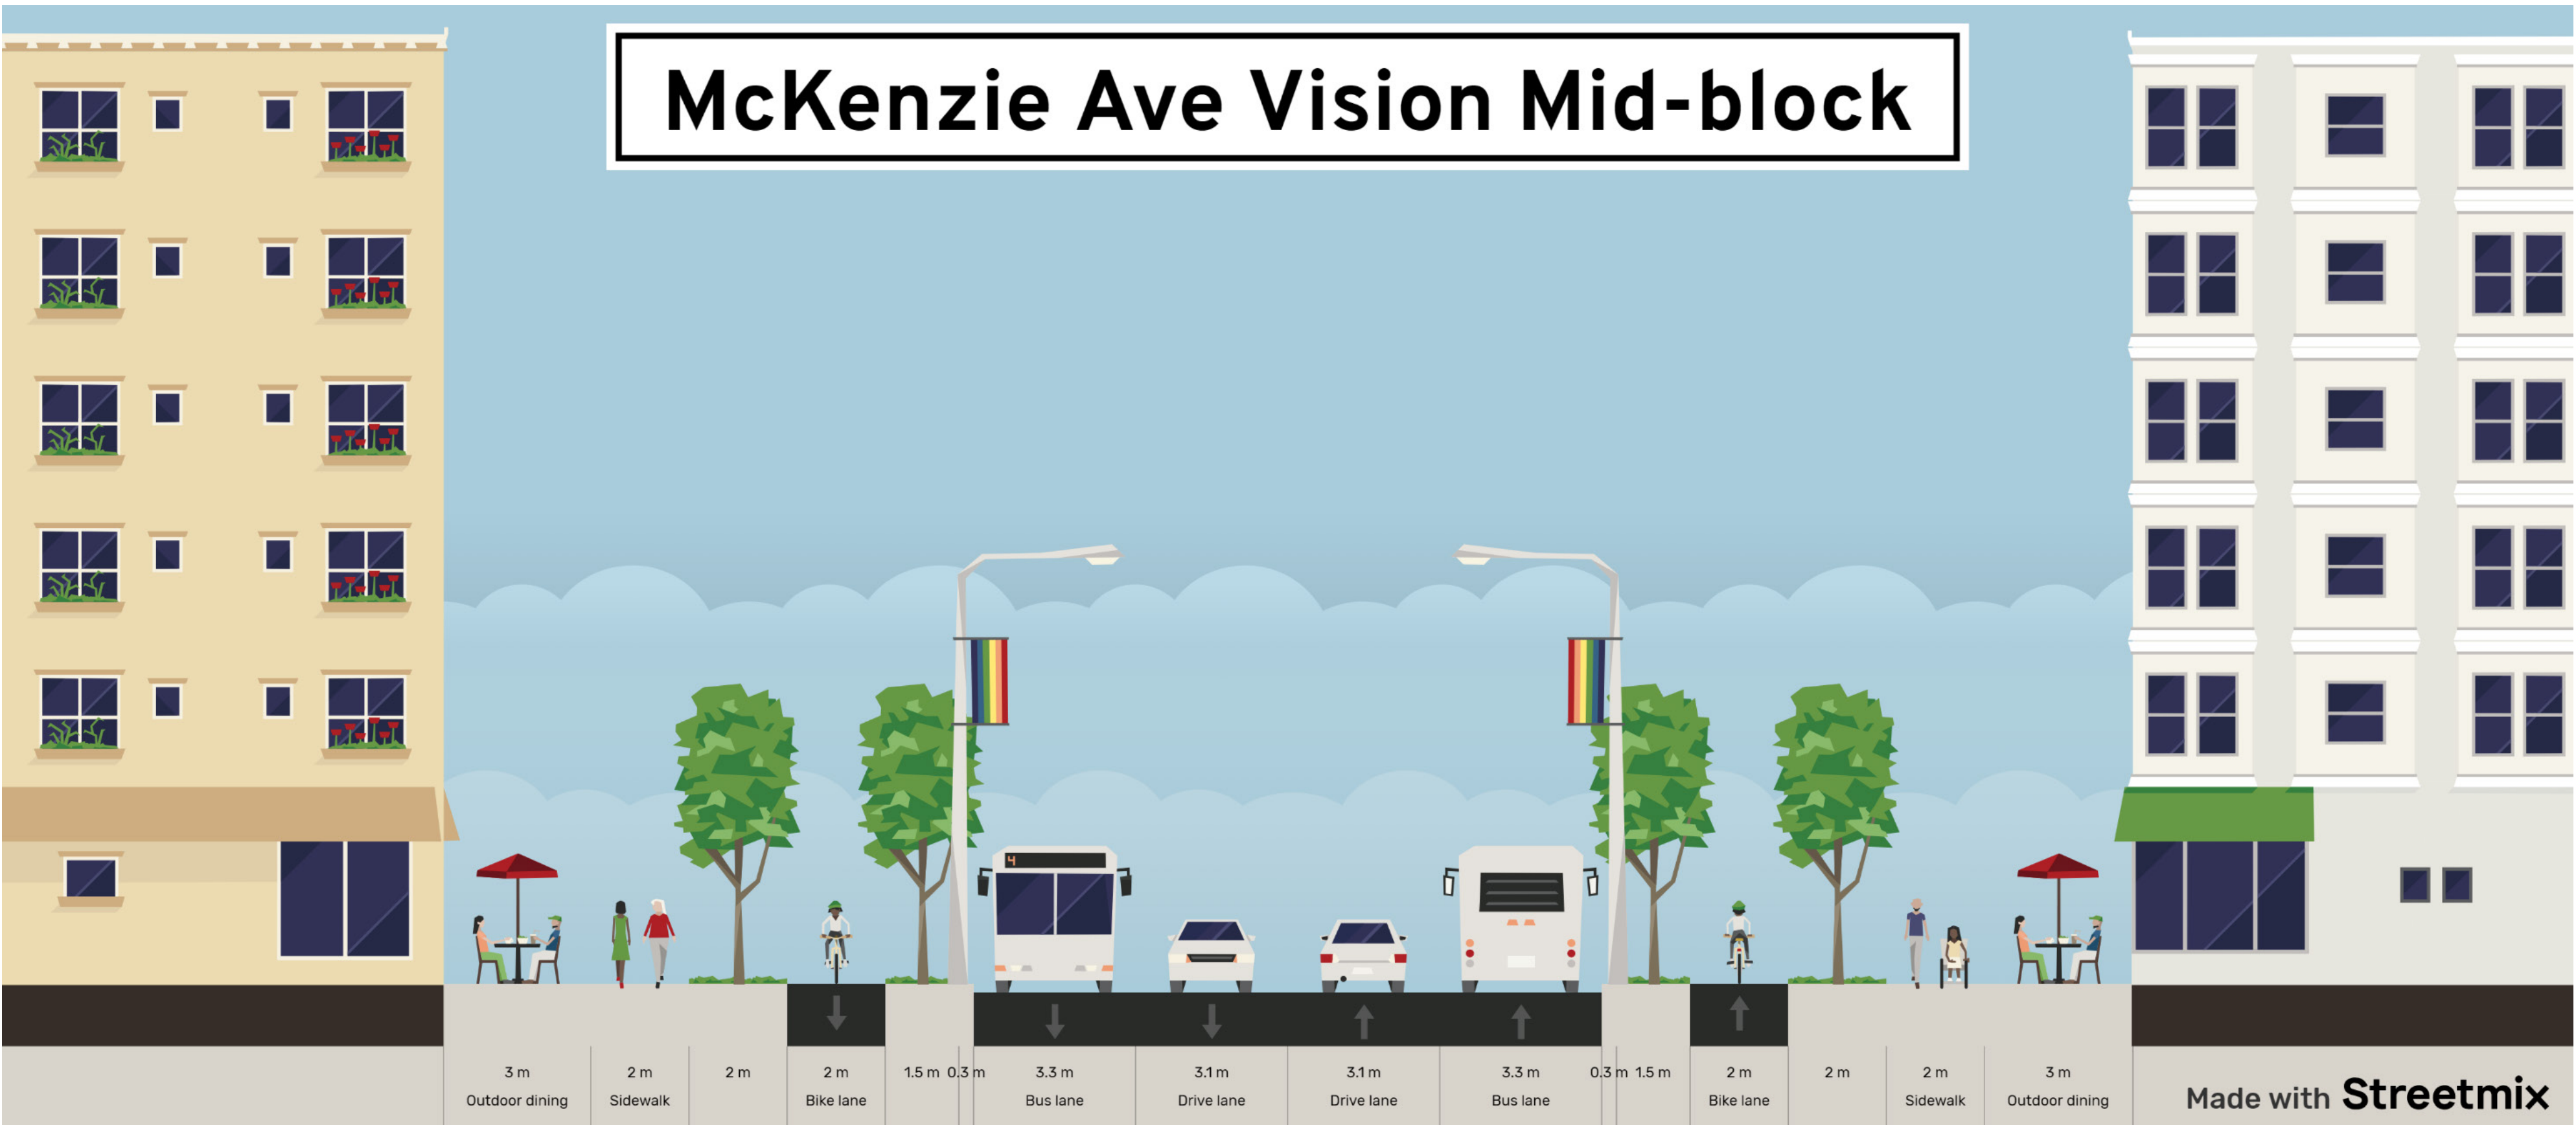 McKenzie Ave Vision Mid-block
4
3 m
Outdoor dining
2 m
Sidewalk
2 m
2 m
Bike lane
1.5 m
0.3 m
3.3 m
Bus lane
3.1 m
Drive lane
3.1 m
Drive lane
3.3 m
Bus lane
0.3 m
1.5 m
2 m
Bike lane
2 m
2 m
Sidewalk
3 m
Outdoor dining
Made with Streetmix